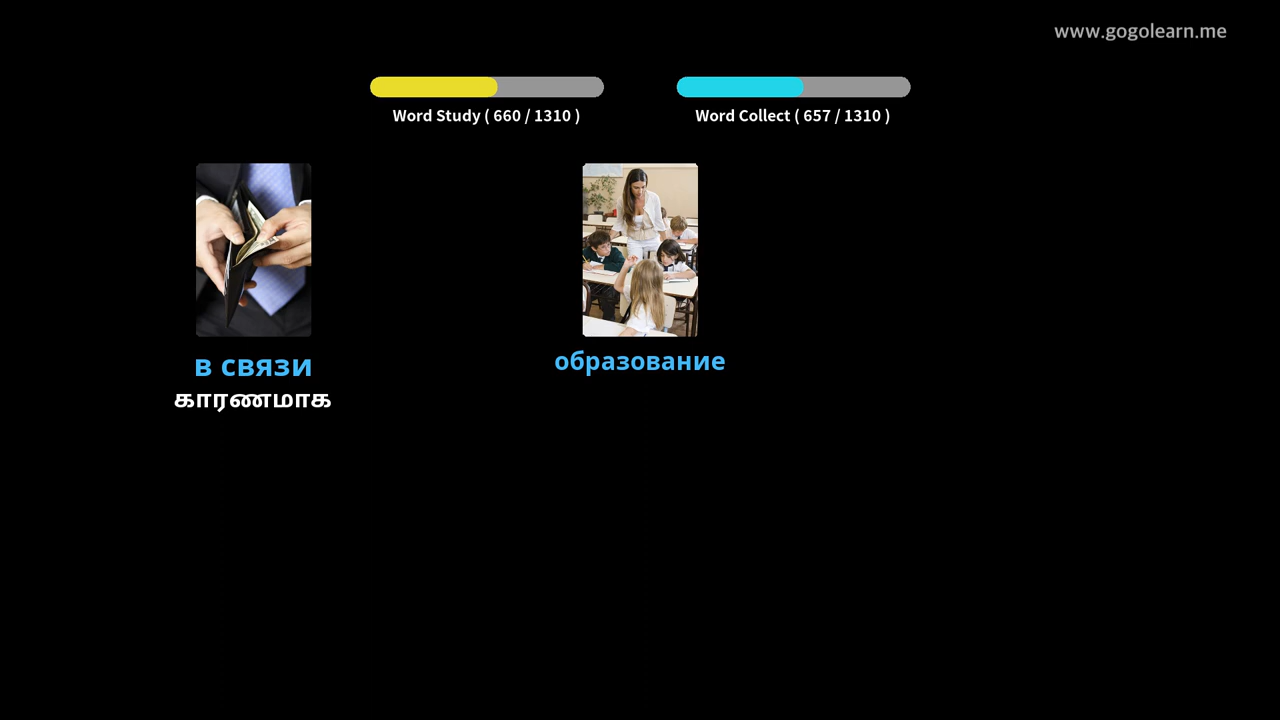 www.gogolearn.me
Word Study ( 660 / 1310 )
Word Collect ( 657 / 1310 )
в связи
காரணமாக
образование